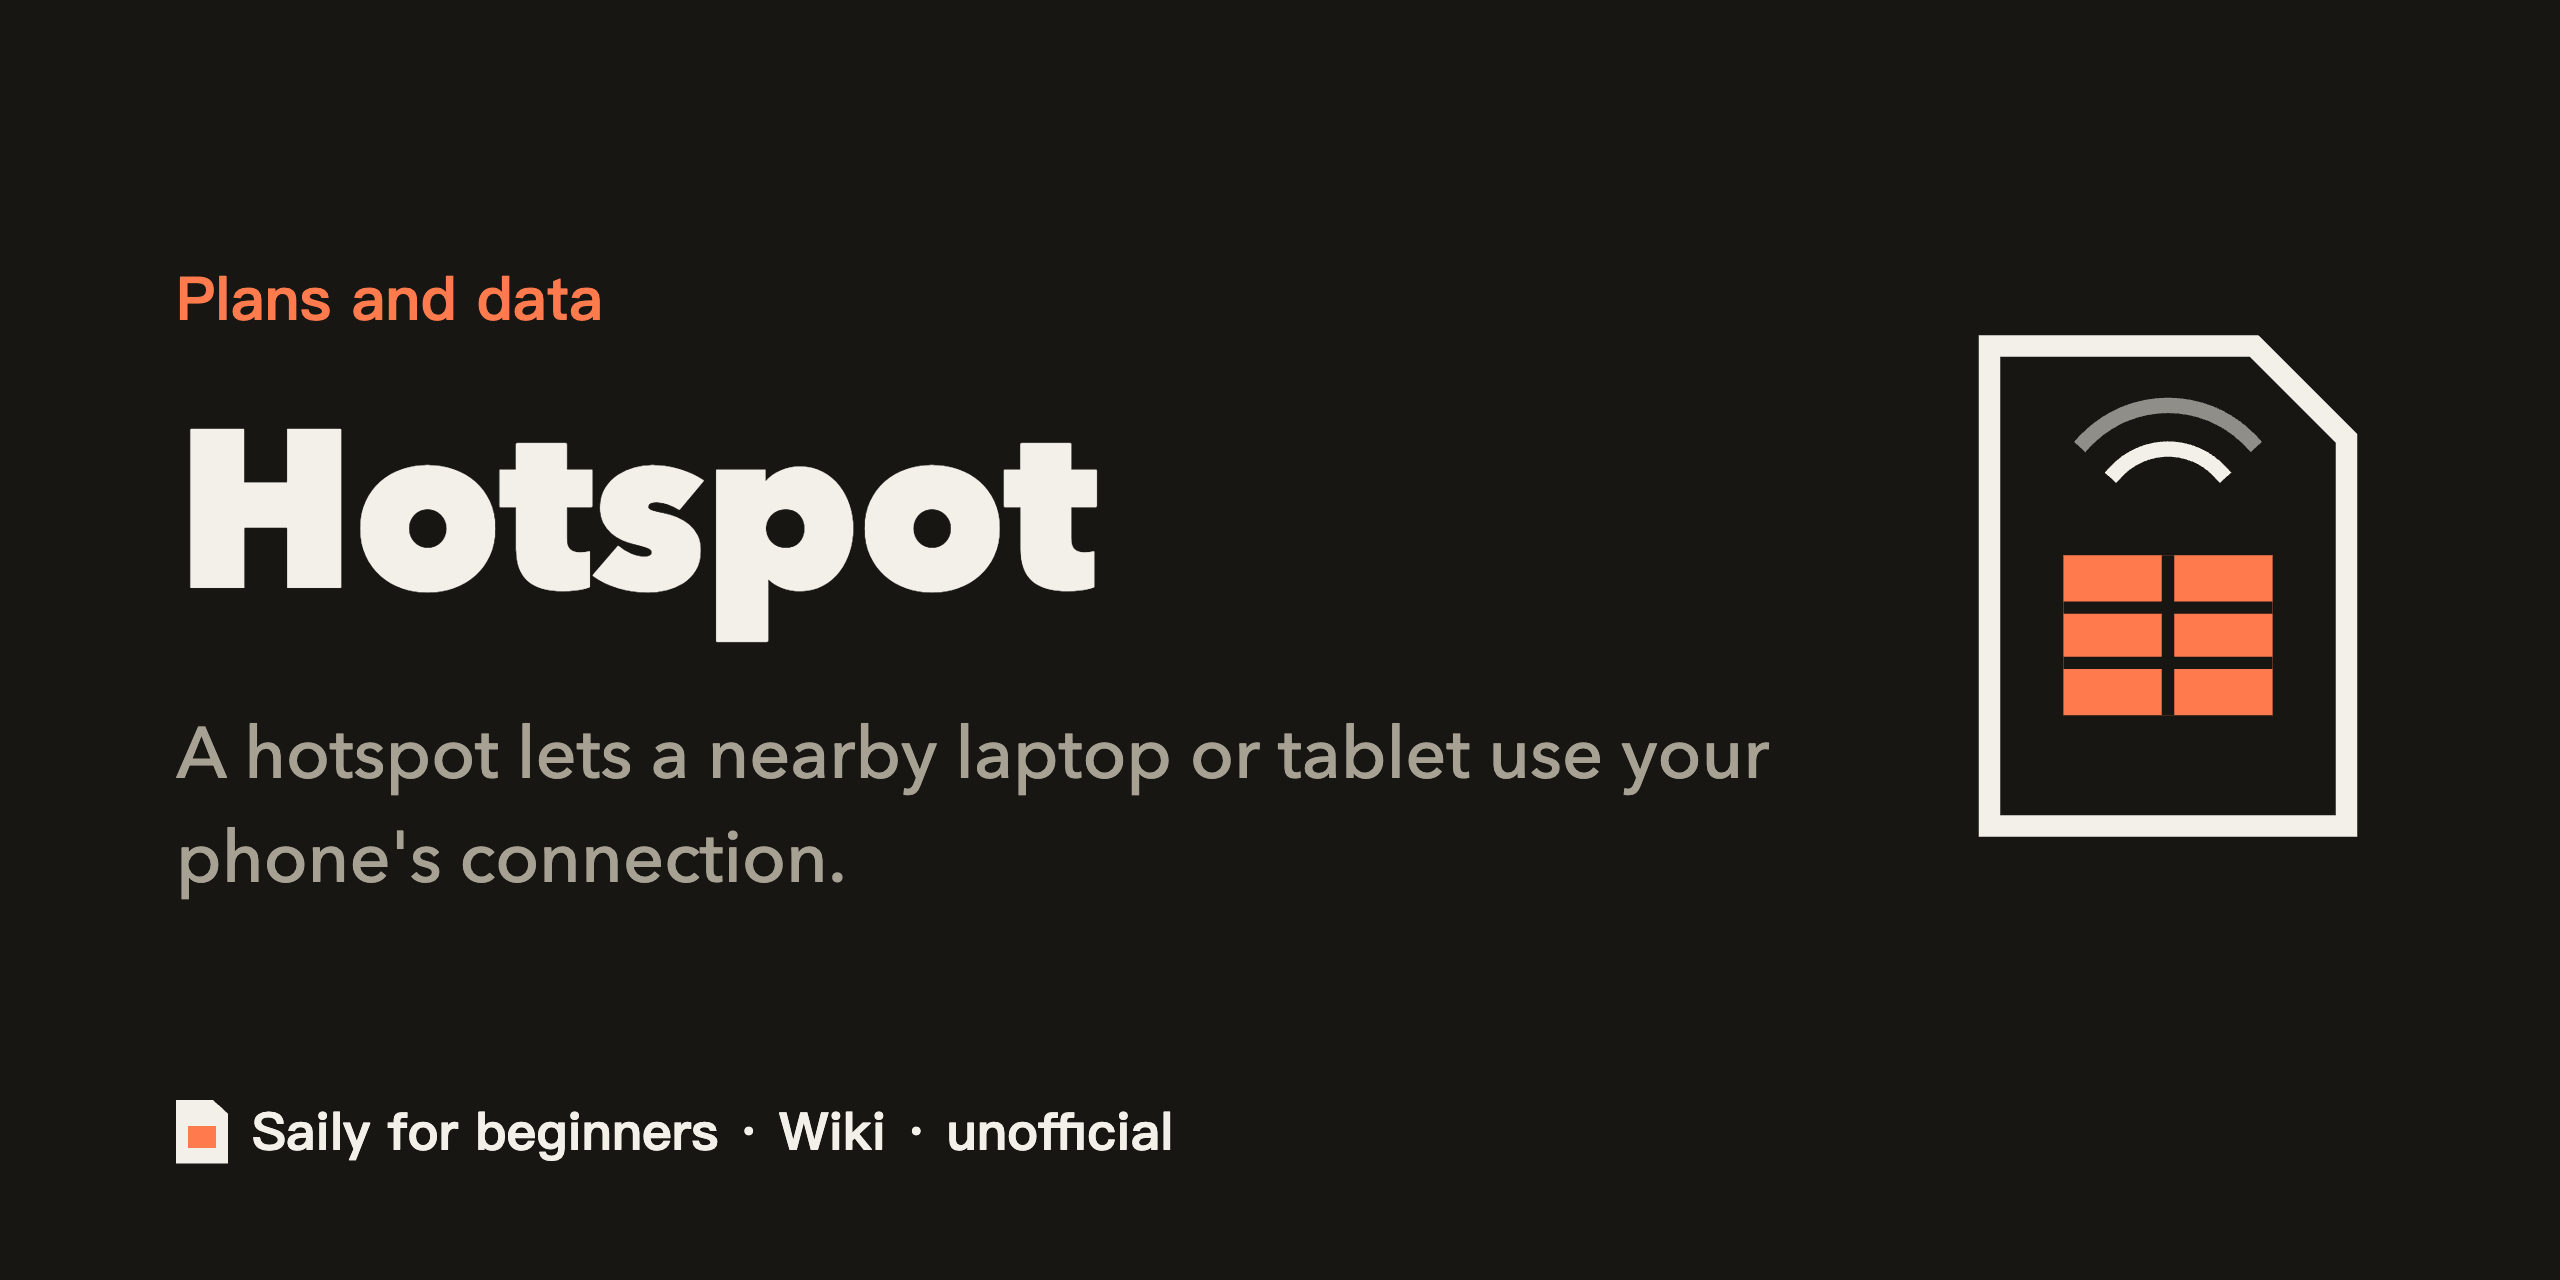 Plans and data
Hotspot
A hotspot lets a nearby laptop or tablet use your
phone's connection.
Saily for beginners · Wiki · unofficial